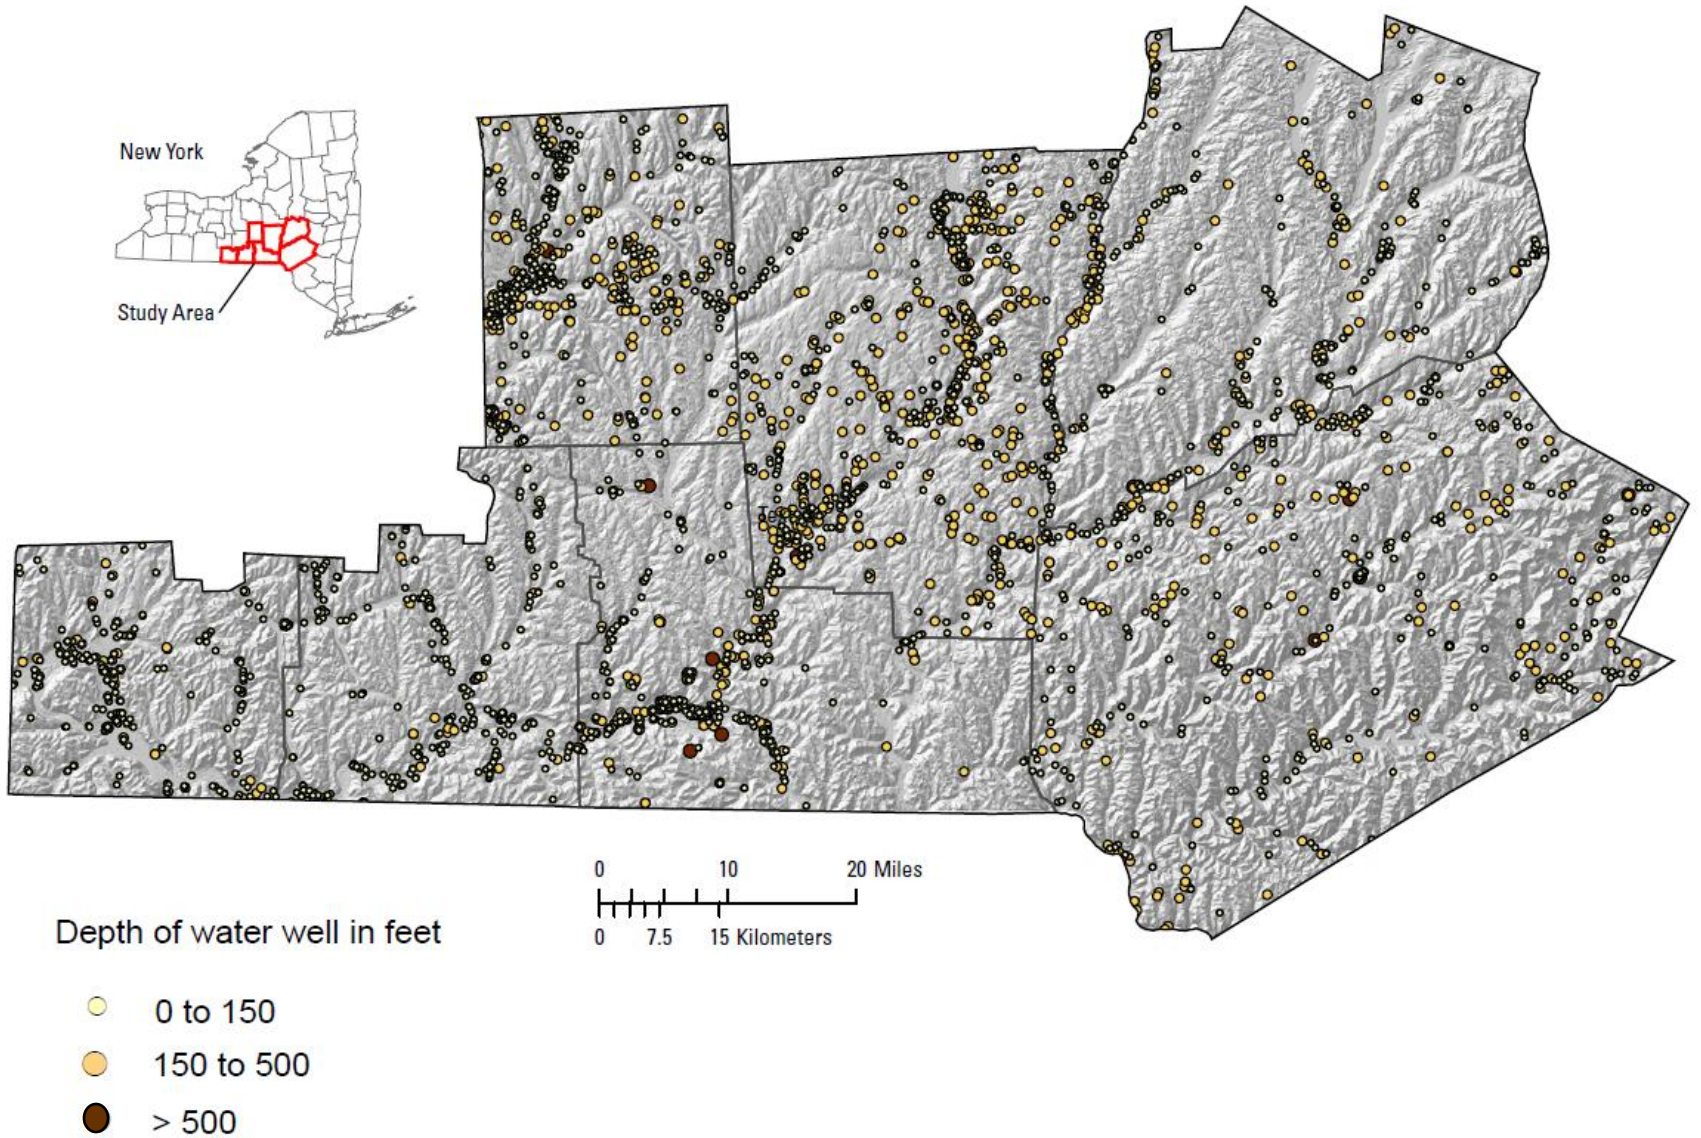 New York
Study Area
0 10 20 Miles
0 7.5 15 Kilometers
Depth of water well in feet
0 to 150
150 to 500
> 500